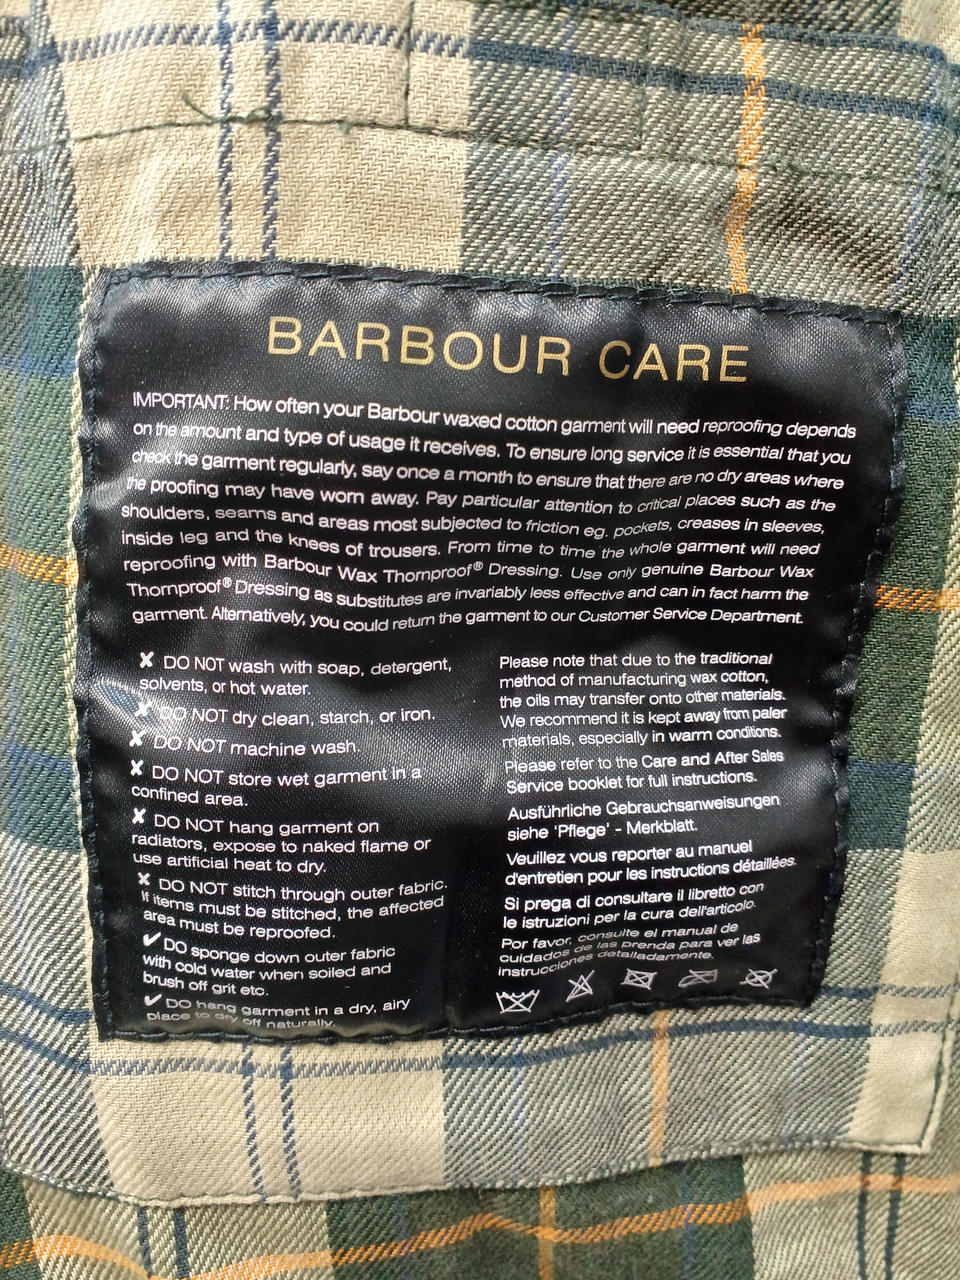 BARBOUR CARE
IMPORTANT: How often your Barbour waxed cotton garment will need reproofing depends
on the amount and type of usage it receives. To ensure long service it is essential that you
check the garment regularly, say once a month to ensure that there are no dry areas where
the proofing may have worn away. Pay particular attention to critical places such as the
shoulders, seams and areas most subjected to friction eg. pockets, creases in sleeves,
inside leg and the knees of trousers. From time to time the whole garment will need
reproofing with Barbour Wax Thornproof® Dressing. Use only genuine Barbour Wax
Thornproof® Dressing as substitutes are invariably less effective and can in fact harm the
garment. Alternatively, you could return the garment to our Customer Service Department.
✘ DO NOT wash with soap, detergent,
solvents, or hot water.
✘ DO NOT dry clean, starch, or iron.
✘ DO NOT machine wash.
✘ DO NOT store wet garment in a
confined area.
✘ DO NOT hang garment on
radiators, expose to naked flame or
use artificial heat to dry.
✘ DO NOT stitch through outer fabric.
If items must be stitched, the affected
area must be reproofed.
✔ DO sponge down outer fabric
with cold water when soiled and
brush off grit etc.
✔ DO hang garment in a dry, airy
place to dry off naturally.
Please note that due to the traditional
method of manufacturing wax cotton,
the oils may transfer onto other materials.
We recommend it is kept away from paler
materials, especially in warm conditions.
Please refer to the Care and After Sales
Service booklet for full instructions.
Ausführliche Gebrauchsanweisungen
siehe 'Pflege' - Merkblatt.
Veuillez vous reporter au manuel
d'entretien pour les instructions détaillées.
Si prega di consultare il libretto con
le istruzioni per la cura dell'articolo.
Por favor, consulte el manual de
cuidados de las prenda para ver las
instrucciones detalladamente.